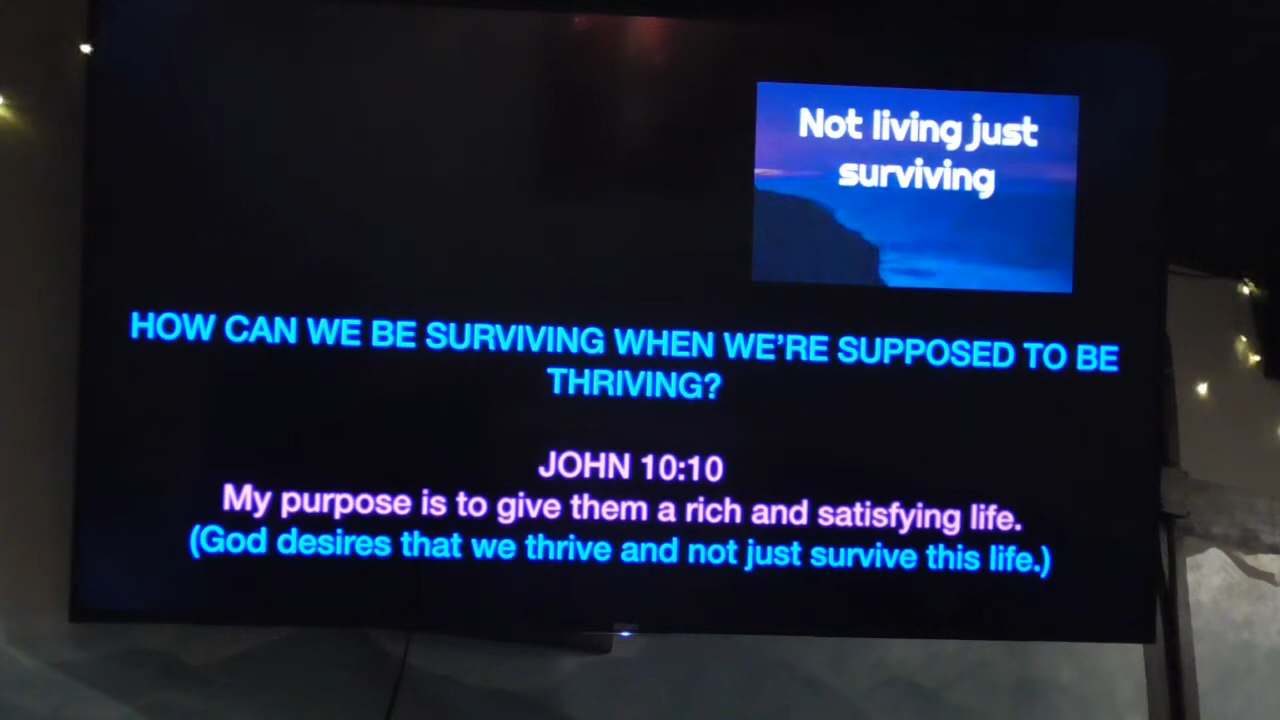 Not living just
surviving
HOW CAN WE BE SURVIVING WHEN WE’RE SUPPOSED TO BE
THRIVING?
JOHN 10:10
My purpose is to give them a rich and satisfying life.
(God desires that we thrive and not just survive this life.)